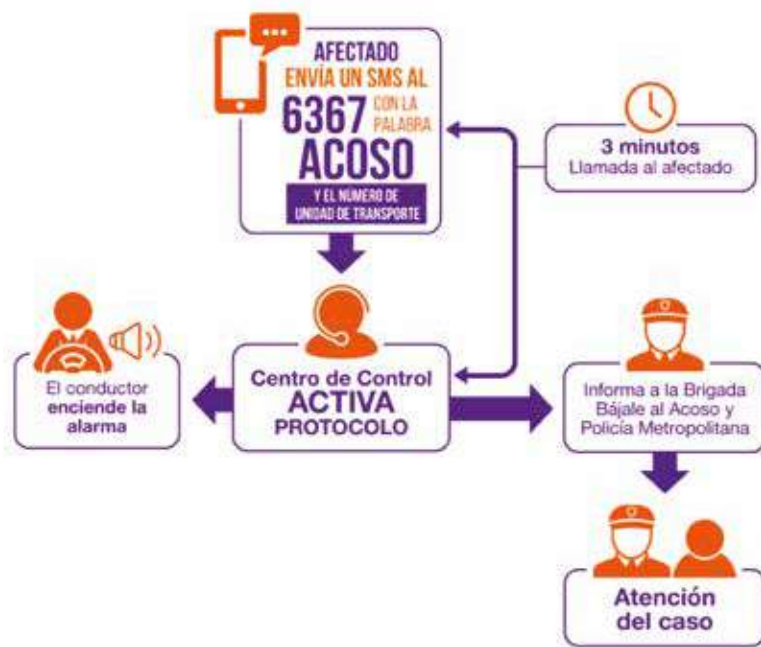 AFECTADO
ENVÍA UN SMS AL
6367 CON LA
PALABRA
ACOSO
Y EL NÚMERO DE
UNIDAD DE TRANSPORTE
3 minutos
Llamada al afectado
El conductor
enciende la
alarma
Centro de Control
ACTIVA
PROTOCOLO
Informa a la Brigada
Bájale al Acoso y
Policía Metropolitana
Atención
del caso